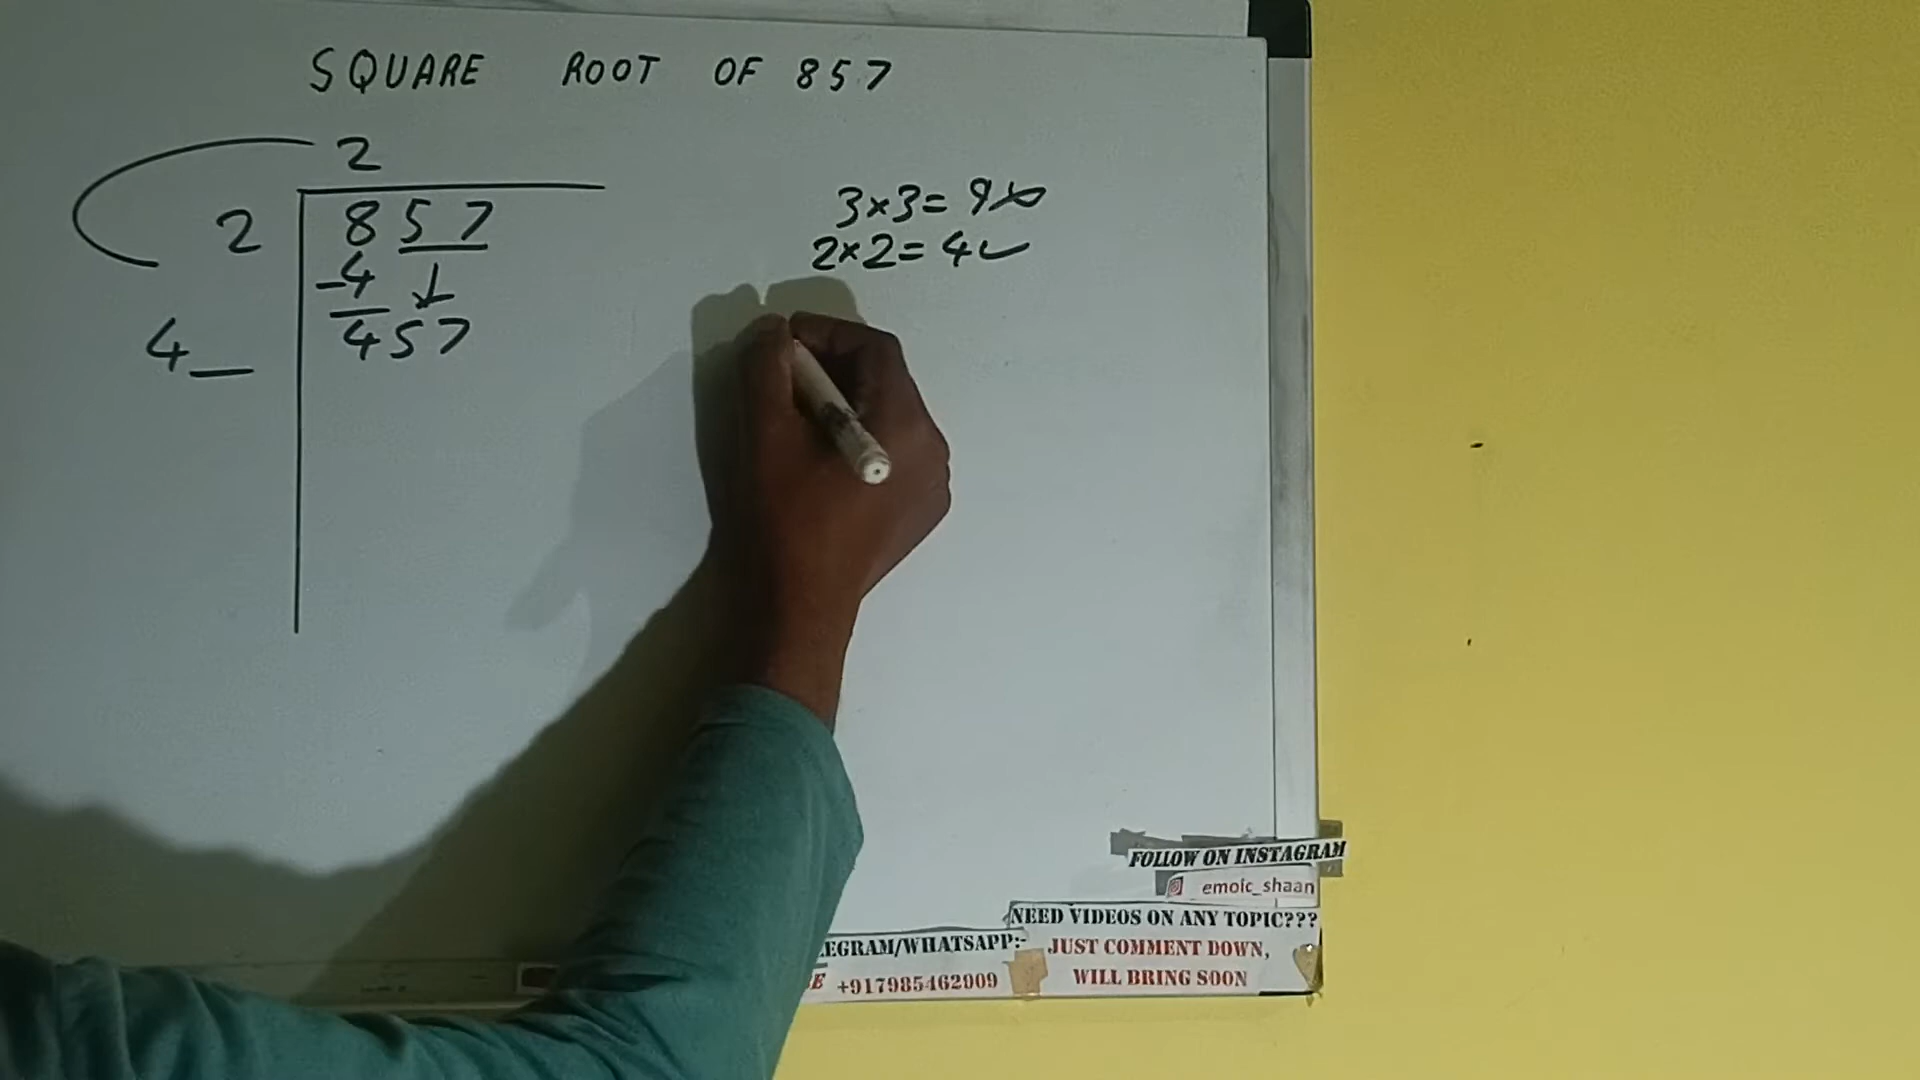 SQUARE ROOT OF 857
2
2 857
-4
4_ 457
3×3=9×
2×2=4✓
FOLLOW ON INSTAGRAM
emoic_shaan
NEED VIDEOS ON ANY TOPIC???
JUST COMMENT DOWN,
WILL BRING SOON
EGRAM/WHATSAPP:-
+917985462909